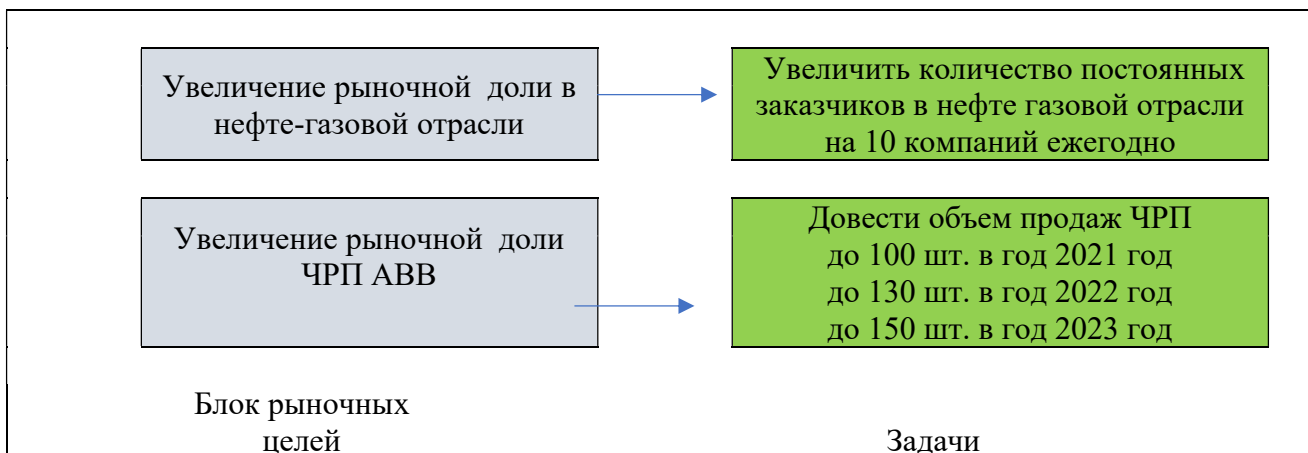 Увеличение рыночной доли в
нефте-газовой отрасли
Увеличить количество постоянных
заказчиков в нефте газовой отрасли
на 10 компаний ежегодно
Увеличение рыночной доли
ЧРП АВВ
Довести объем продаж ЧРП
до 100 шт. в год 2021 год
до 130 шт. в год 2022 год
до 150 шт. в год 2023 год
Блок рыночных
целей
Задачи